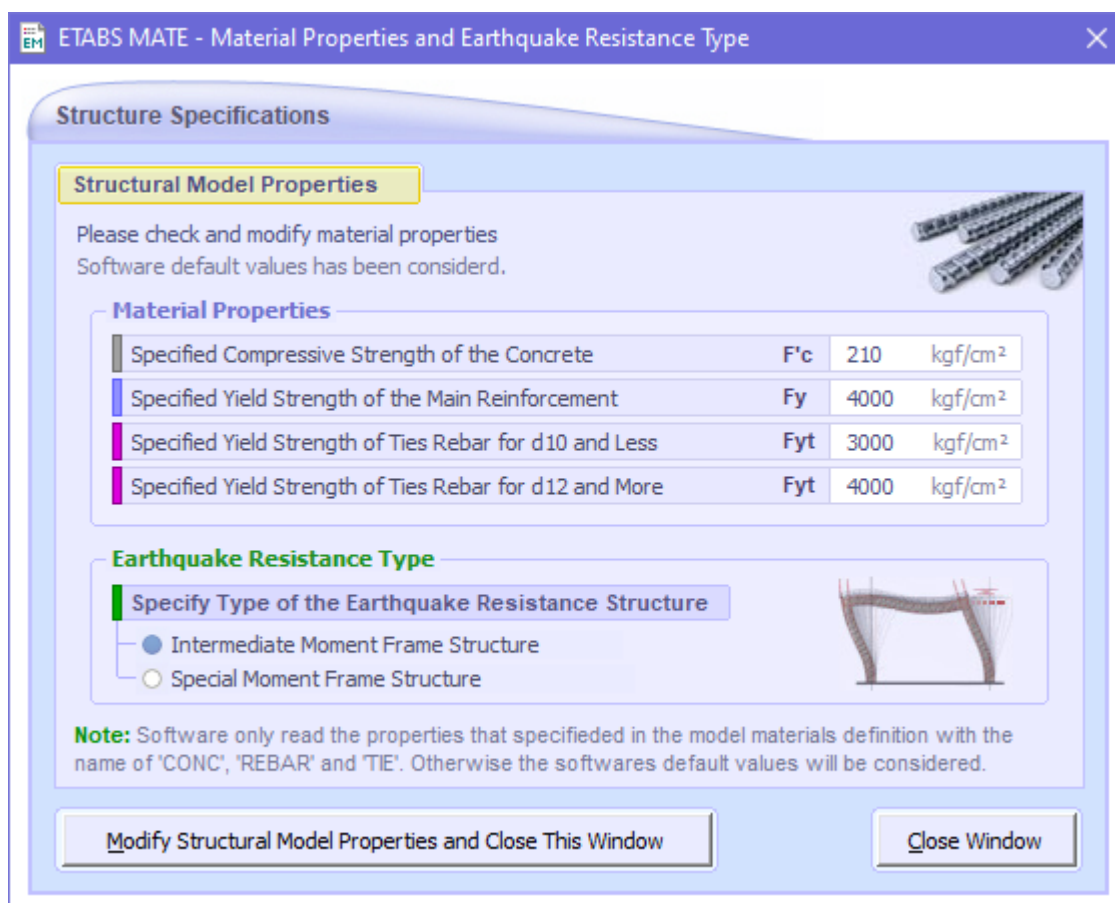 EM ETABS MATE - Material Properties and Earthquake Resistance Type
Structure Specifications
Structural Model Properties
Please check and modify material properties
Software default values has been considerd.
Material Properties
Specified Compressive Strength of the Concrete F'c 210 kgf/cm²
Specified Yield Strength of the Main Reinforcement Fy 4000 kgf/cm²
Specified Yield Strength of Ties Rebar for d10 and Less Fyt 3000 kgf/cm²
Specified Yield Strength of Ties Rebar for d12 and More Fyt 4000 kgf/cm²
Earthquake Resistance Type
Specify Type of the Earthquake Resistance Structure
Intermediate Moment Frame Structure
Special Moment Frame Structure
Note: Software only read the properties that specifieded in the model materials definition with the
name of 'CONC', 'REBAR' and 'TIE'. Otherwise the softwares default values will be considered.
Modify Structural Model Properties and Close This Window Close Window